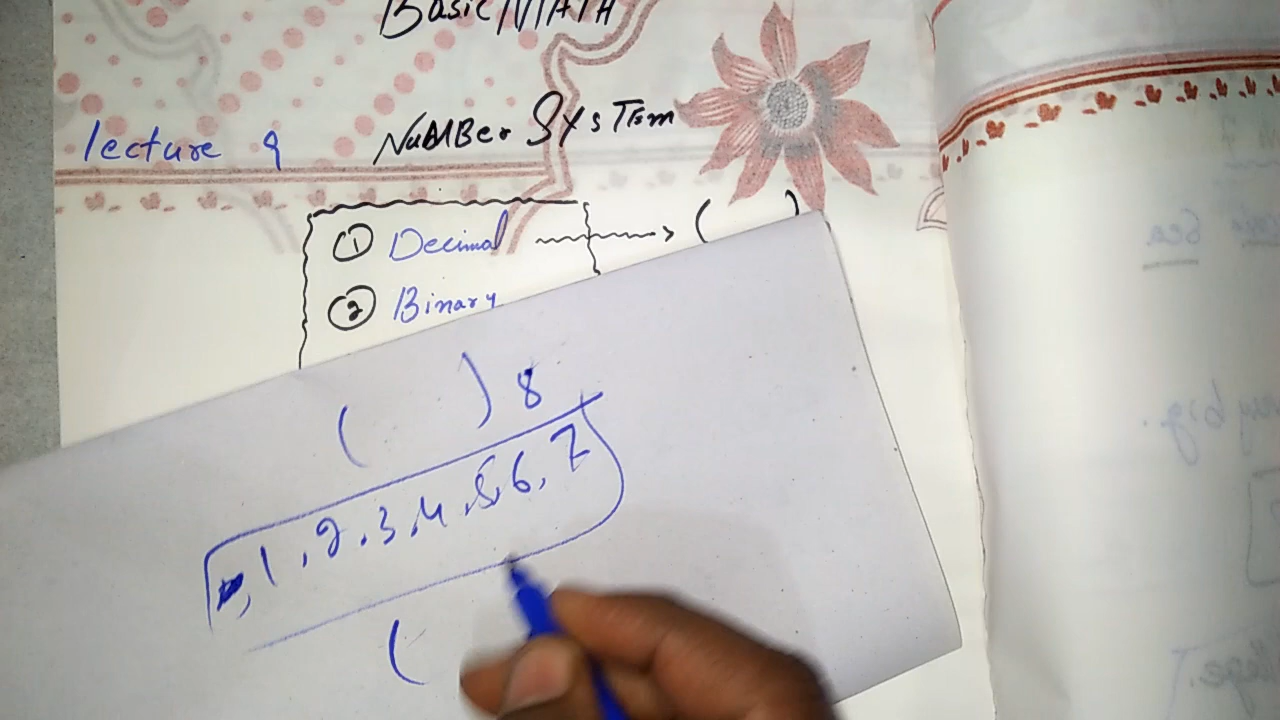 Basic MATH
lecture 9 NuMBer SysTem
① Decimal ( )
② Binary
( ) 8
, 1, 2, 3, 4, 5, 6, 7
(